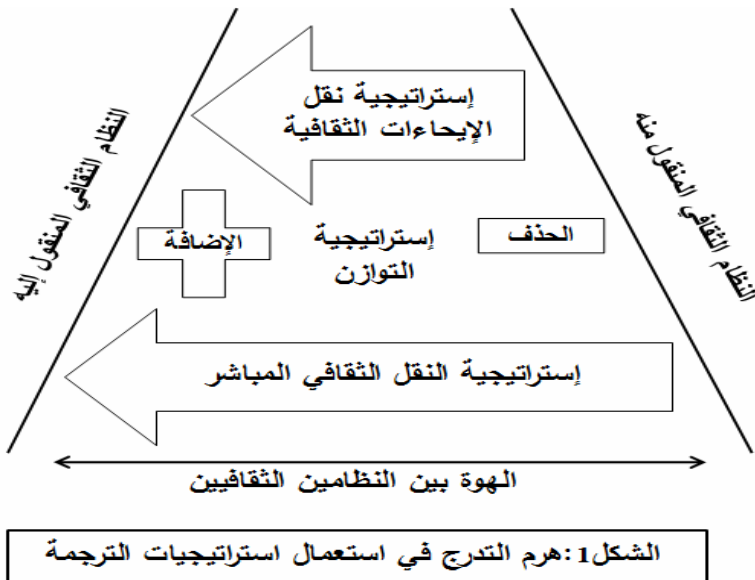 إستراتيجية نقل
الإيحاءات الثقافية
النظام الثقافي المنقول منه
النظام الثقافي المنقول إليه
الحذف
إستراتيجية
التوازن
الإضافة
إستراتيجية النقل الثقافي المباشر
الهوة بين النظامين الثقافيين
الشكل1:هرم التدرج في استعمال استراتيجيات الترجمة